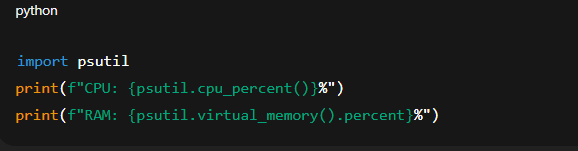 python
import psutil
print(f"CPU: {psutil.cpu_percent()}%")
print(f"RAM: {psutil.virtual_memory().percent}%")